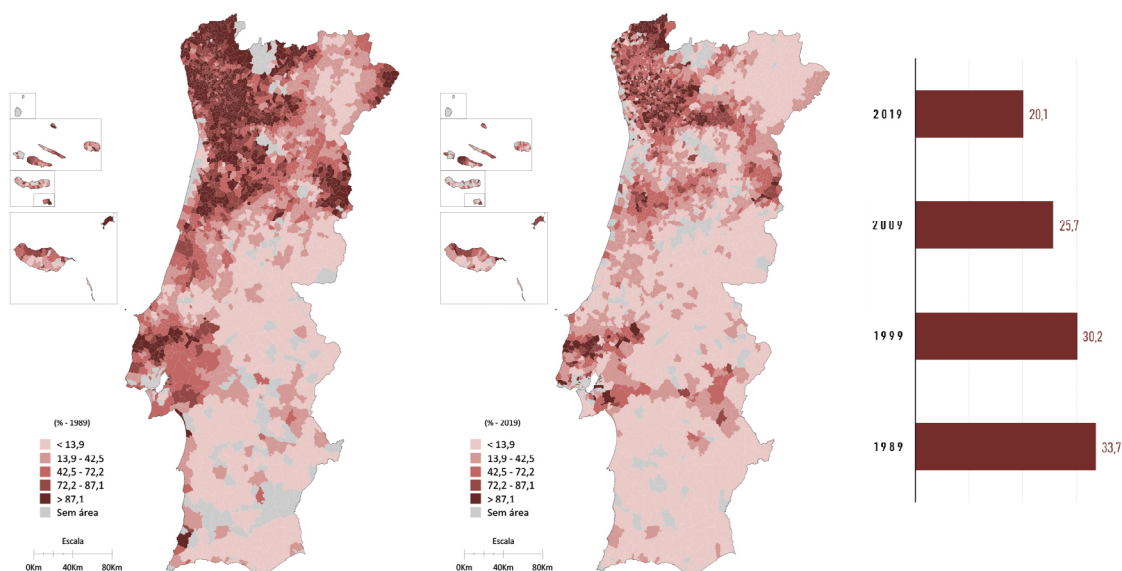 (% - 1989)
< 13,9
13,9 - 42,5
42,5 - 72,2
72,2 - 87,1
> 87,1
Sem área
Escala
0Km 40Km 80Km
(% - 2019)
< 13,9
13,9 - 42,5
42,5 - 72,2
72,2 - 87,1
> 87,1
Sem área
Escala
0Km 40Km 80Km
2019 20,1
2009 25,7
1999 30,2
1989 33,7